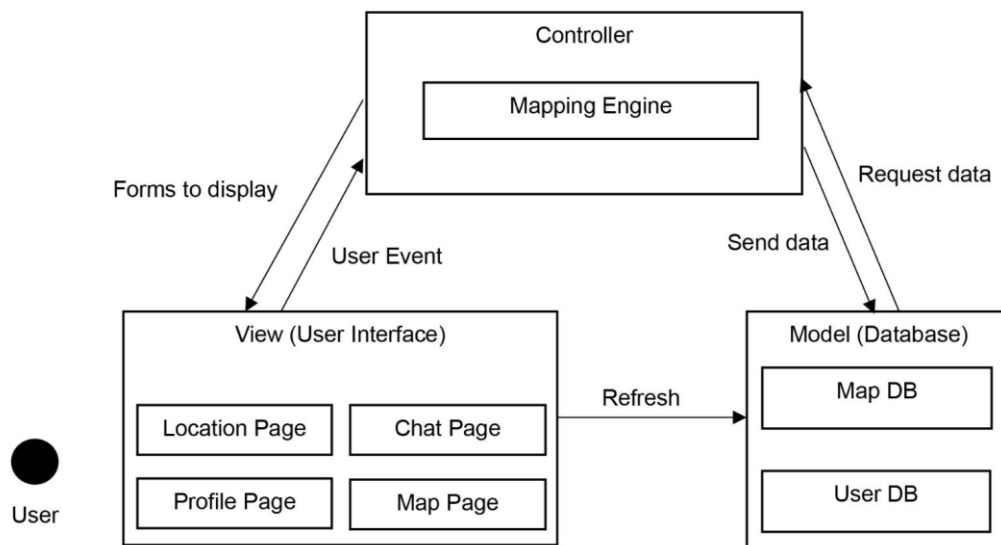 Controller
Mapping Engine
Forms to display
User Event
Request data
Send data
View (User Interface)
Location Page
Chat Page
Profile Page
Map Page
Refresh
Model (Database)
Map DB
User DB
User